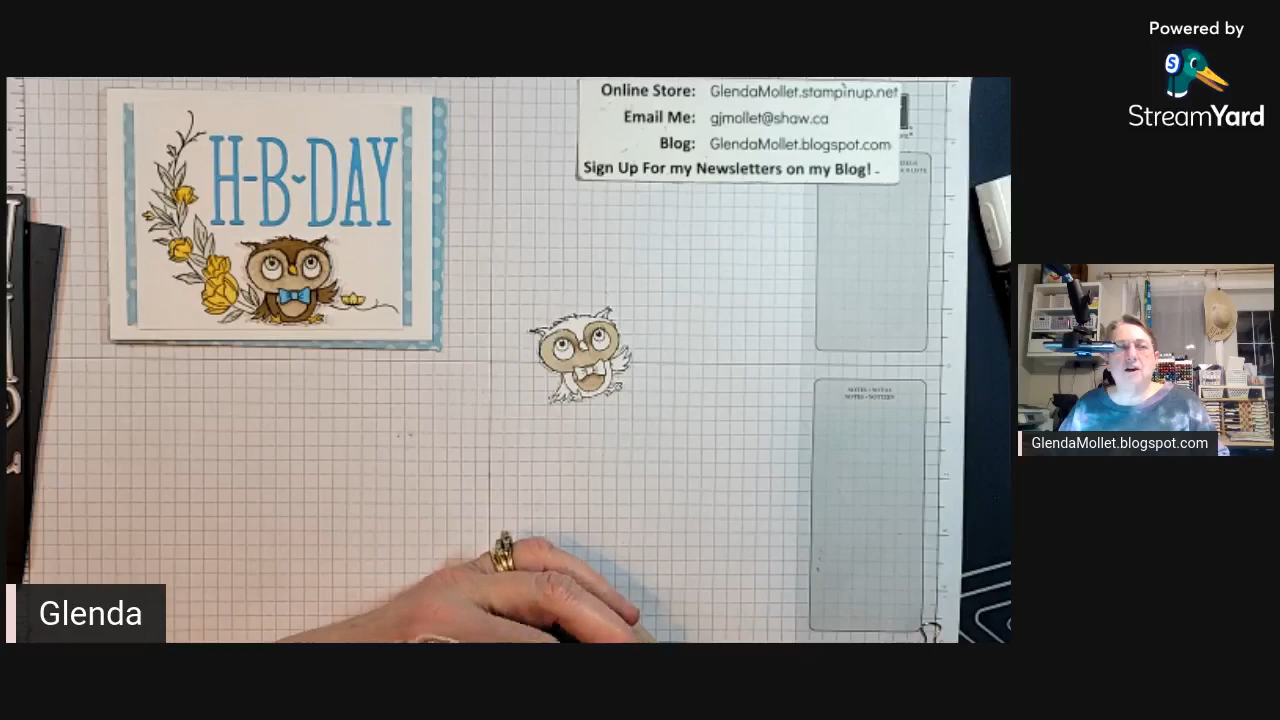 Powered by
S
StreamYard
Online Store: GlendaMollet.stampinup.net
Email Me: gjmollet@shaw.ca
Blog: GlendaMollet.blogspot.com
Sign Up For my Newsletters on my Blog!
H-B-DAY
NOTES • NOTAS
NOTES • NOTIZEN
GlendaMollet.blogspot.com
Glenda